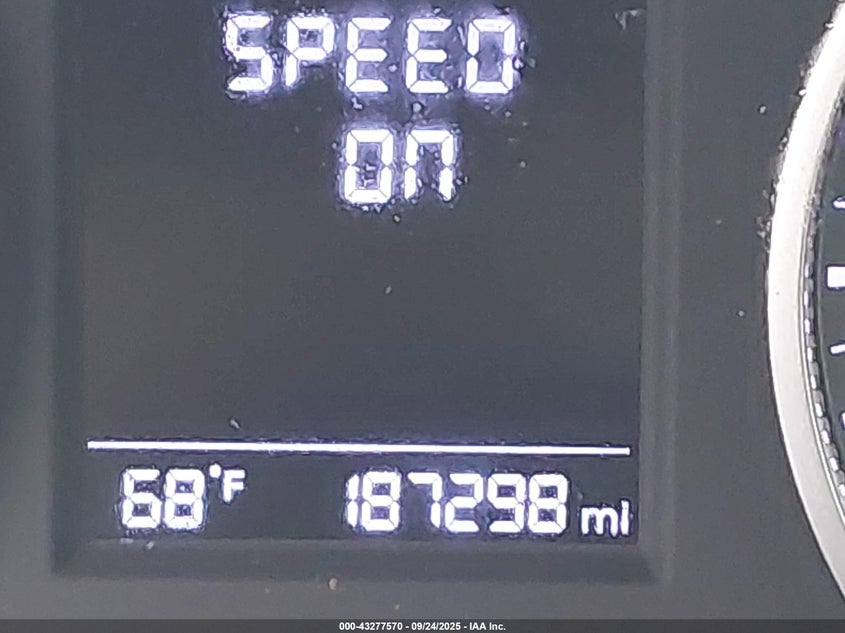 SPEED
ON
68°F 187298 mi
000-43277570 - 09/24/2025 - IAA Inc.